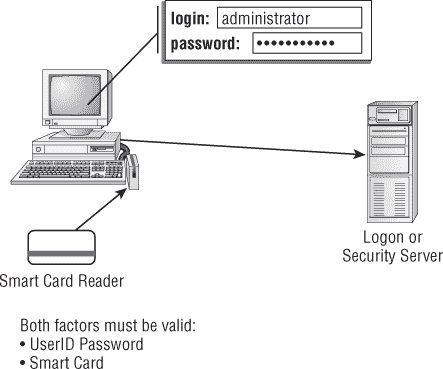 login: administrator
password: •••••••••••
Logon or
Security Server
Smart Card Reader
Both factors must be valid:
• UserID Password
• Smart Card